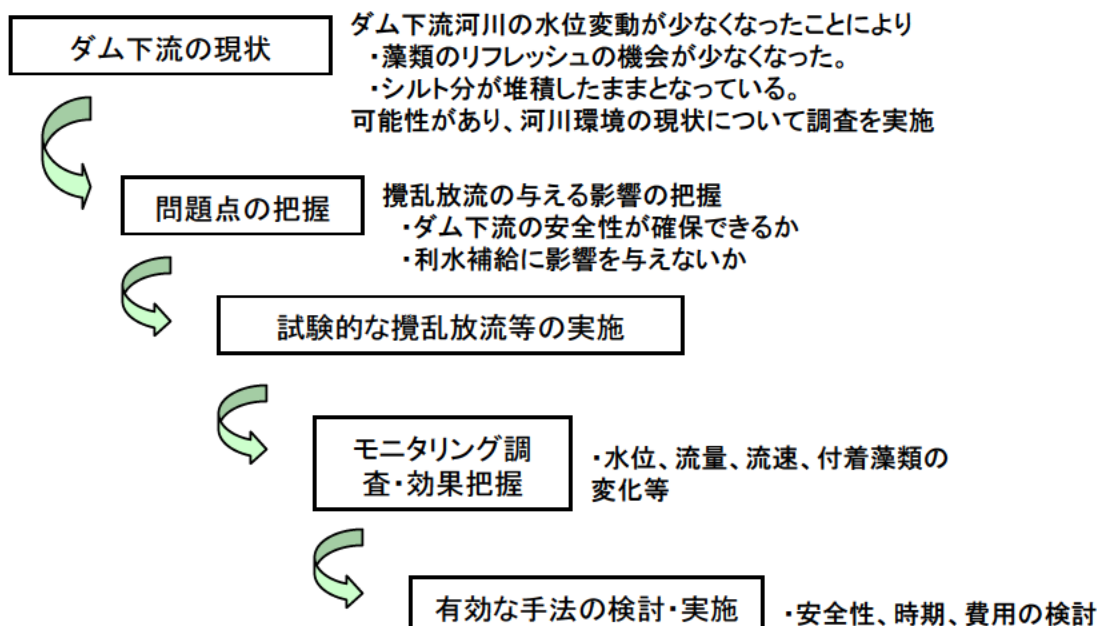 ダム下流の現状
ダム下流河川の水位変動が少なくなったことにより
・藻類のリフレッシュの機会が少なくなった。
・シルト分が堆積したままとなっている。
可能性があり、河川環境の現状について調査を実施
問題点の把握
攪乱放流の与える影響の把握
・ダム下流の安全性が確保できるか
・利水補給に影響を与えないか
試験的な攪乱放流等の実施
モニタリング調
査・効果把握
・水位、流量、流速、付着藻類の
変化等
有効な手法の検討・実施
・安全性、時期、費用の検討